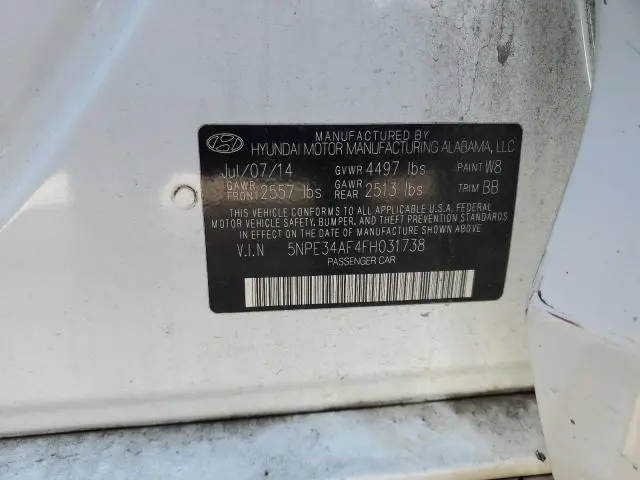 MANUFACTURED BY
HYUNDAI MOTOR MANUFACTURING ALABAMA, LLC
Jul/07/14 GVWR 4497 lbs PAINT W8
GAWR FRONT 2557 lbs GAWR REAR 2513 lbs TRIM BB
THIS VEHICLE CONFORMS TO ALL APPLICABLE U.S.A. FEDERAL
MOTOR VEHICLE SAFETY, BUMPER, AND THEFT PREVENTION STANDARDS
IN EFFECT ON THE DATE OF MANUFACTURE SHOWN ABOVE.
V.I.N 5NPE34AF4FH031738
PASSENGER CAR